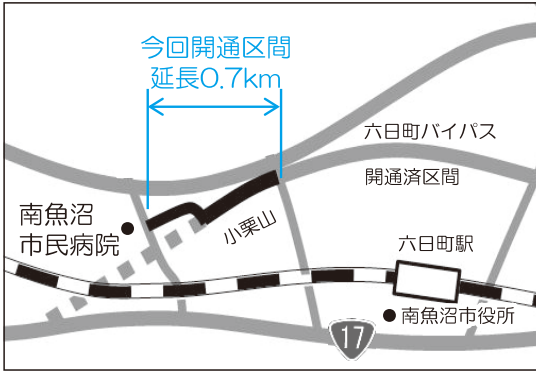 今回開通区間
延長0.7km
六日町バイパス
開通済区間
南魚沼
市民病院
小栗山
六日町駅
南魚沼市役所
17